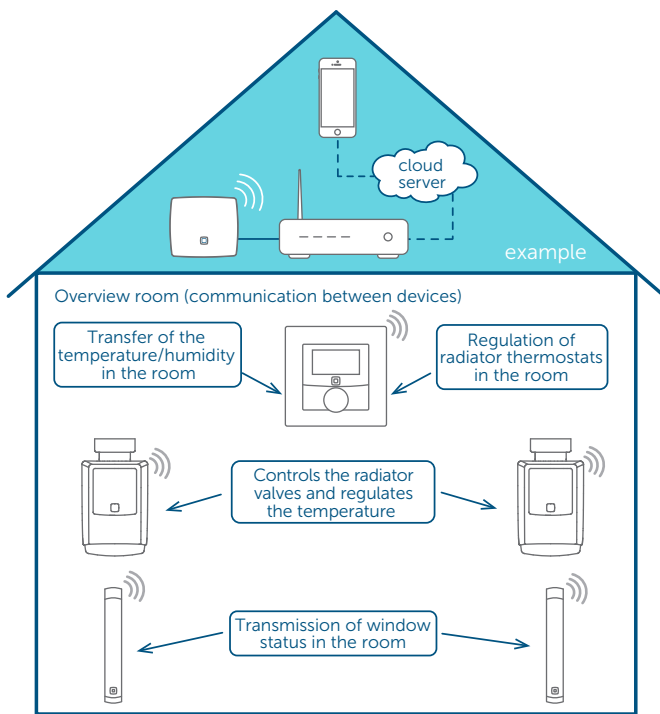 cloud
server
example
Overview room (communication between devices)
Transfer of the
temperature/humidity
in the room
Regulation of
radiator thermostats
in the room
Controls the radiator
valves and regulates
the temperature
Transmission of window
status in the room